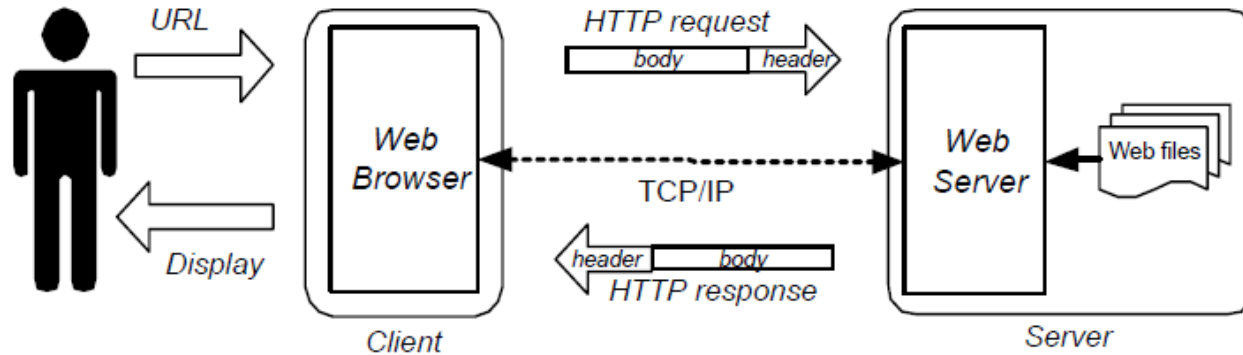 URL
HTTP request
body
header
Web
Browser
Web
Server
Web files
TCP/IP
Display
header
body
HTTP response
Client
Server